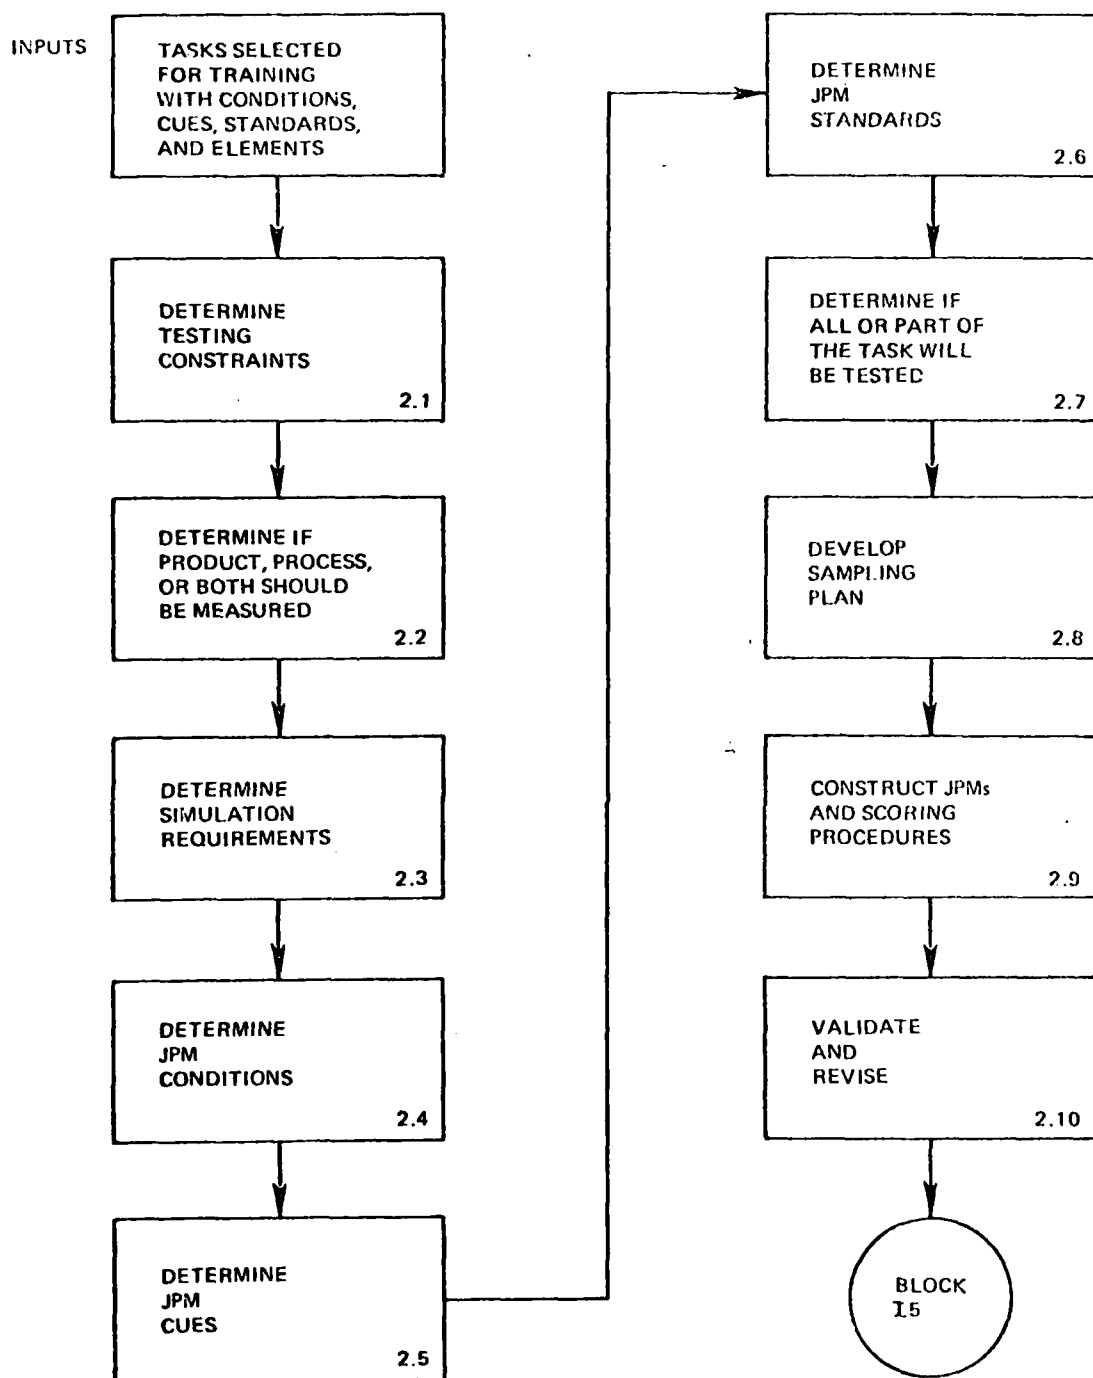 INPUTS
TASKS SELECTED
FOR TRAINING
WITH CONDITIONS,
CUES, STANDARDS,
AND ELEMENTS
DETERMINE
TESTING
CONSTRAINTS
2.1
DETERMINE IF
PRODUCT, PROCESS,
OR BOTH SHOULD
BE MEASURED
2.2
DETERMINE
SIMULATION
REQUIREMENTS
2.3
DETERMINE
JPM
CONDITIONS
2.4
DETERMINE
JPM
CUES
2.5
DETERMINE
JPM
STANDARDS
2.6
DETERMINE IF
ALL OR PART OF
THE TASK WILL
BE TESTED
2.7
DEVELOP
SAMPLING
PLAN
2.8
CONSTRUCT JPMs
AND SCORING
PROCEDURES
2.9
VALIDATE
AND
REVISE
2.10
BLOCK
I5